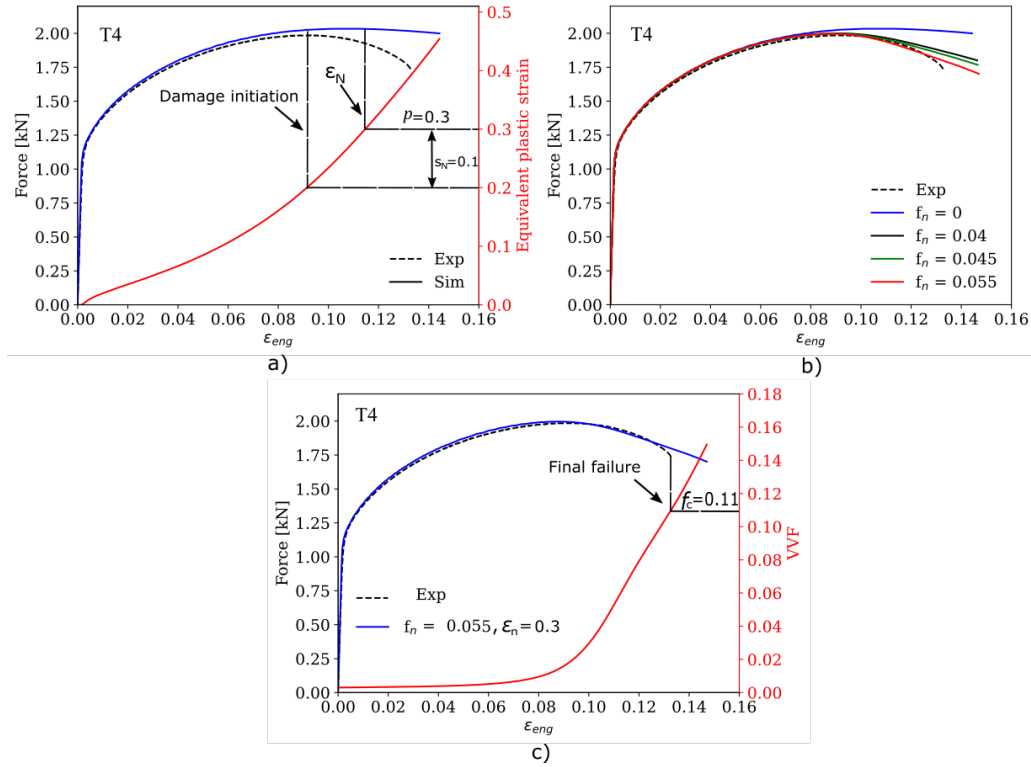 T4
Force [kN]
2.00
1.75
1.50
1.25
1.00
0.75
0.50
0.25
0.00
0.00 0.02 0.04 0.06 0.08 0.10 0.12 0.14 0.16
ε_eng
Equivalent plastic strain
0.5
0.4
0.3
0.2
0.1
0.0
Damage initiation
ε_N
p=0.3
s_N=0.1
Exp
Sim
a)
T4
Force [kN]
2.00
1.75
1.50
1.25
1.00
0.75
0.50
0.25
0.00
0.00 0.02 0.04 0.06 0.08 0.10 0.12 0.14 0.16
ε_eng
Exp
f_n = 0
f_n = 0.04
f_n = 0.045
f_n = 0.055
b)
T4
Force [kN]
2.00
1.75
1.50
1.25
1.00
0.75
0.50
0.25
0.00
0.00 0.02 0.04 0.06 0.08 0.10 0.12 0.14 0.16
ε_eng
VVF
0.18
0.16
0.14
0.12
0.10
0.08
0.06
0.04
0.02
0.00
Final failure
f_c=0.11
Exp
f_n = 0.055, ε_n=0.3
c)